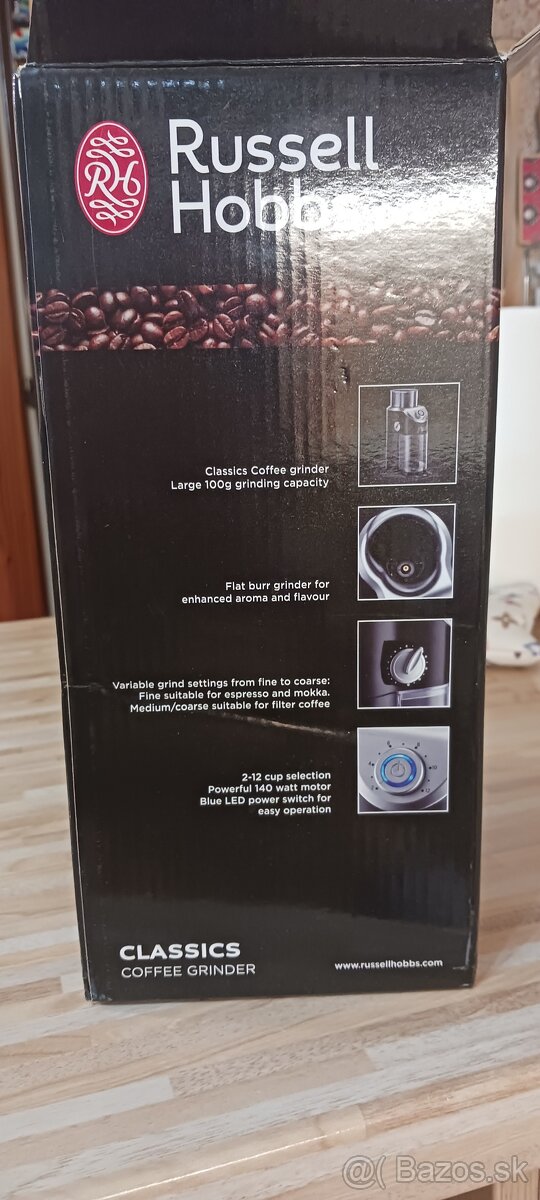 RH
Russell
Hobbs
Classics Coffee grinder
Large 100g grinding capacity
Flat burr grinder for
enhanced aroma and flavour
Variable grind settings from fine to coarse:
Fine suitable for espresso and mokka.
Medium/coarse suitable for filter coffee
2-12 cup selection
Powerful 140 watt motor
Blue LED power switch for
easy operation
CLASSICS
COFFEE GRINDER
www.russellhobbs.com
Bazos.sk